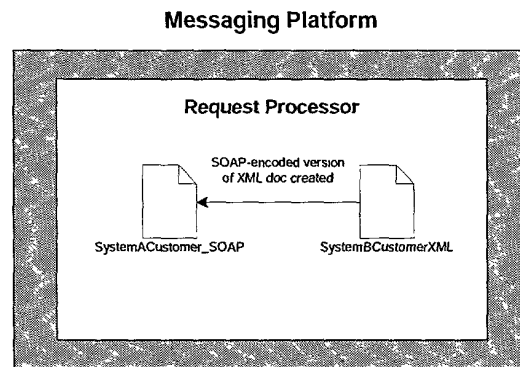 Messaging Platform
Request Processor
SOAP-encoded version
of XML doc created
SystemACustomer_SOAP
SystemBCustomerXML